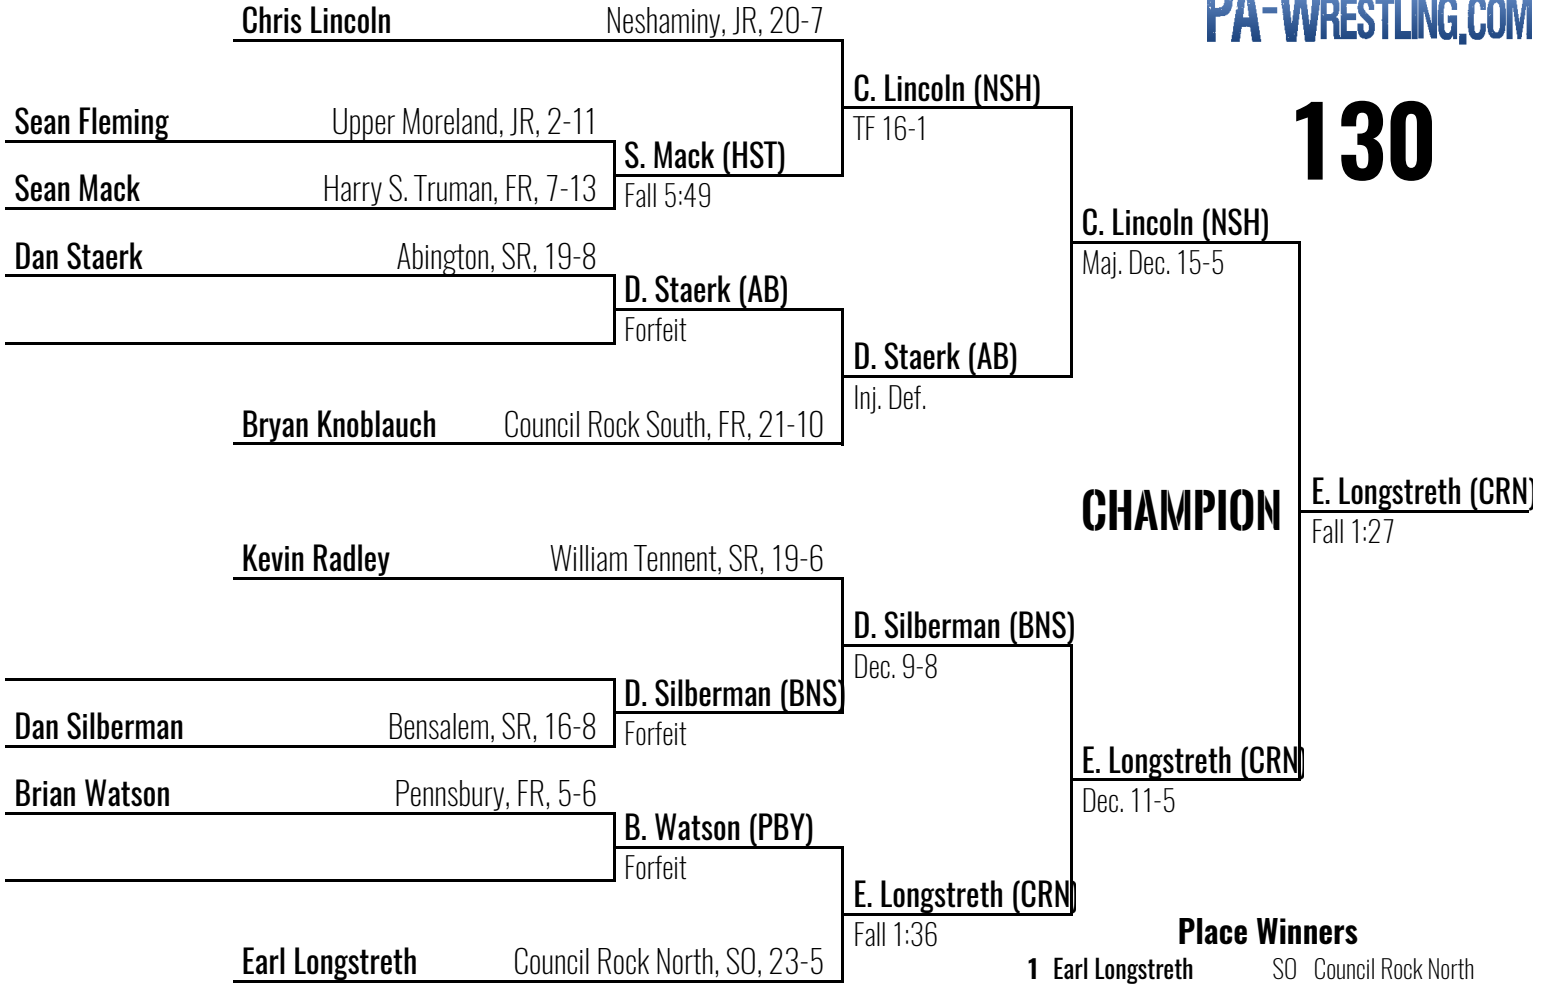 Chris Lincoln Neshaminy, JR, 20-7
PA-WRESTLING.COM
C. Lincoln (NSH)
TF 16-1
130
Sean Fleming Upper Moreland, JR, 2-11
S. Mack (HST)
Fall 5:49
Sean Mack Harry S. Truman, FR, 7-13
C. Lincoln (NSH)
Maj. Dec. 15-5
Dan Staerk Abington, SR, 19-8
D. Staerk (AB)
Forfeit
D. Staerk (AB)
Inj. Def.
Bryan Knoblauch Council Rock South, FR, 21-10
CHAMPION
E. Longstreth (CRN)
Fall 1:27
Kevin Radley William Tennent, SR, 19-6
D. Silberman (BNS)
Dec. 9-8
D. Silberman (BNS)
Forfeit
Dan Silberman Bensalem, SR, 16-8
E. Longstreth (CRN)
Dec. 11-5
Brian Watson Pennsbury, FR, 5-6
B. Watson (PBY)
Forfeit
E. Longstreth (CRN)
Fall 1:36
Earl Longstreth Council Rock North, SO, 23-5
Place Winners
1 Earl Longstreth SO Council Rock North